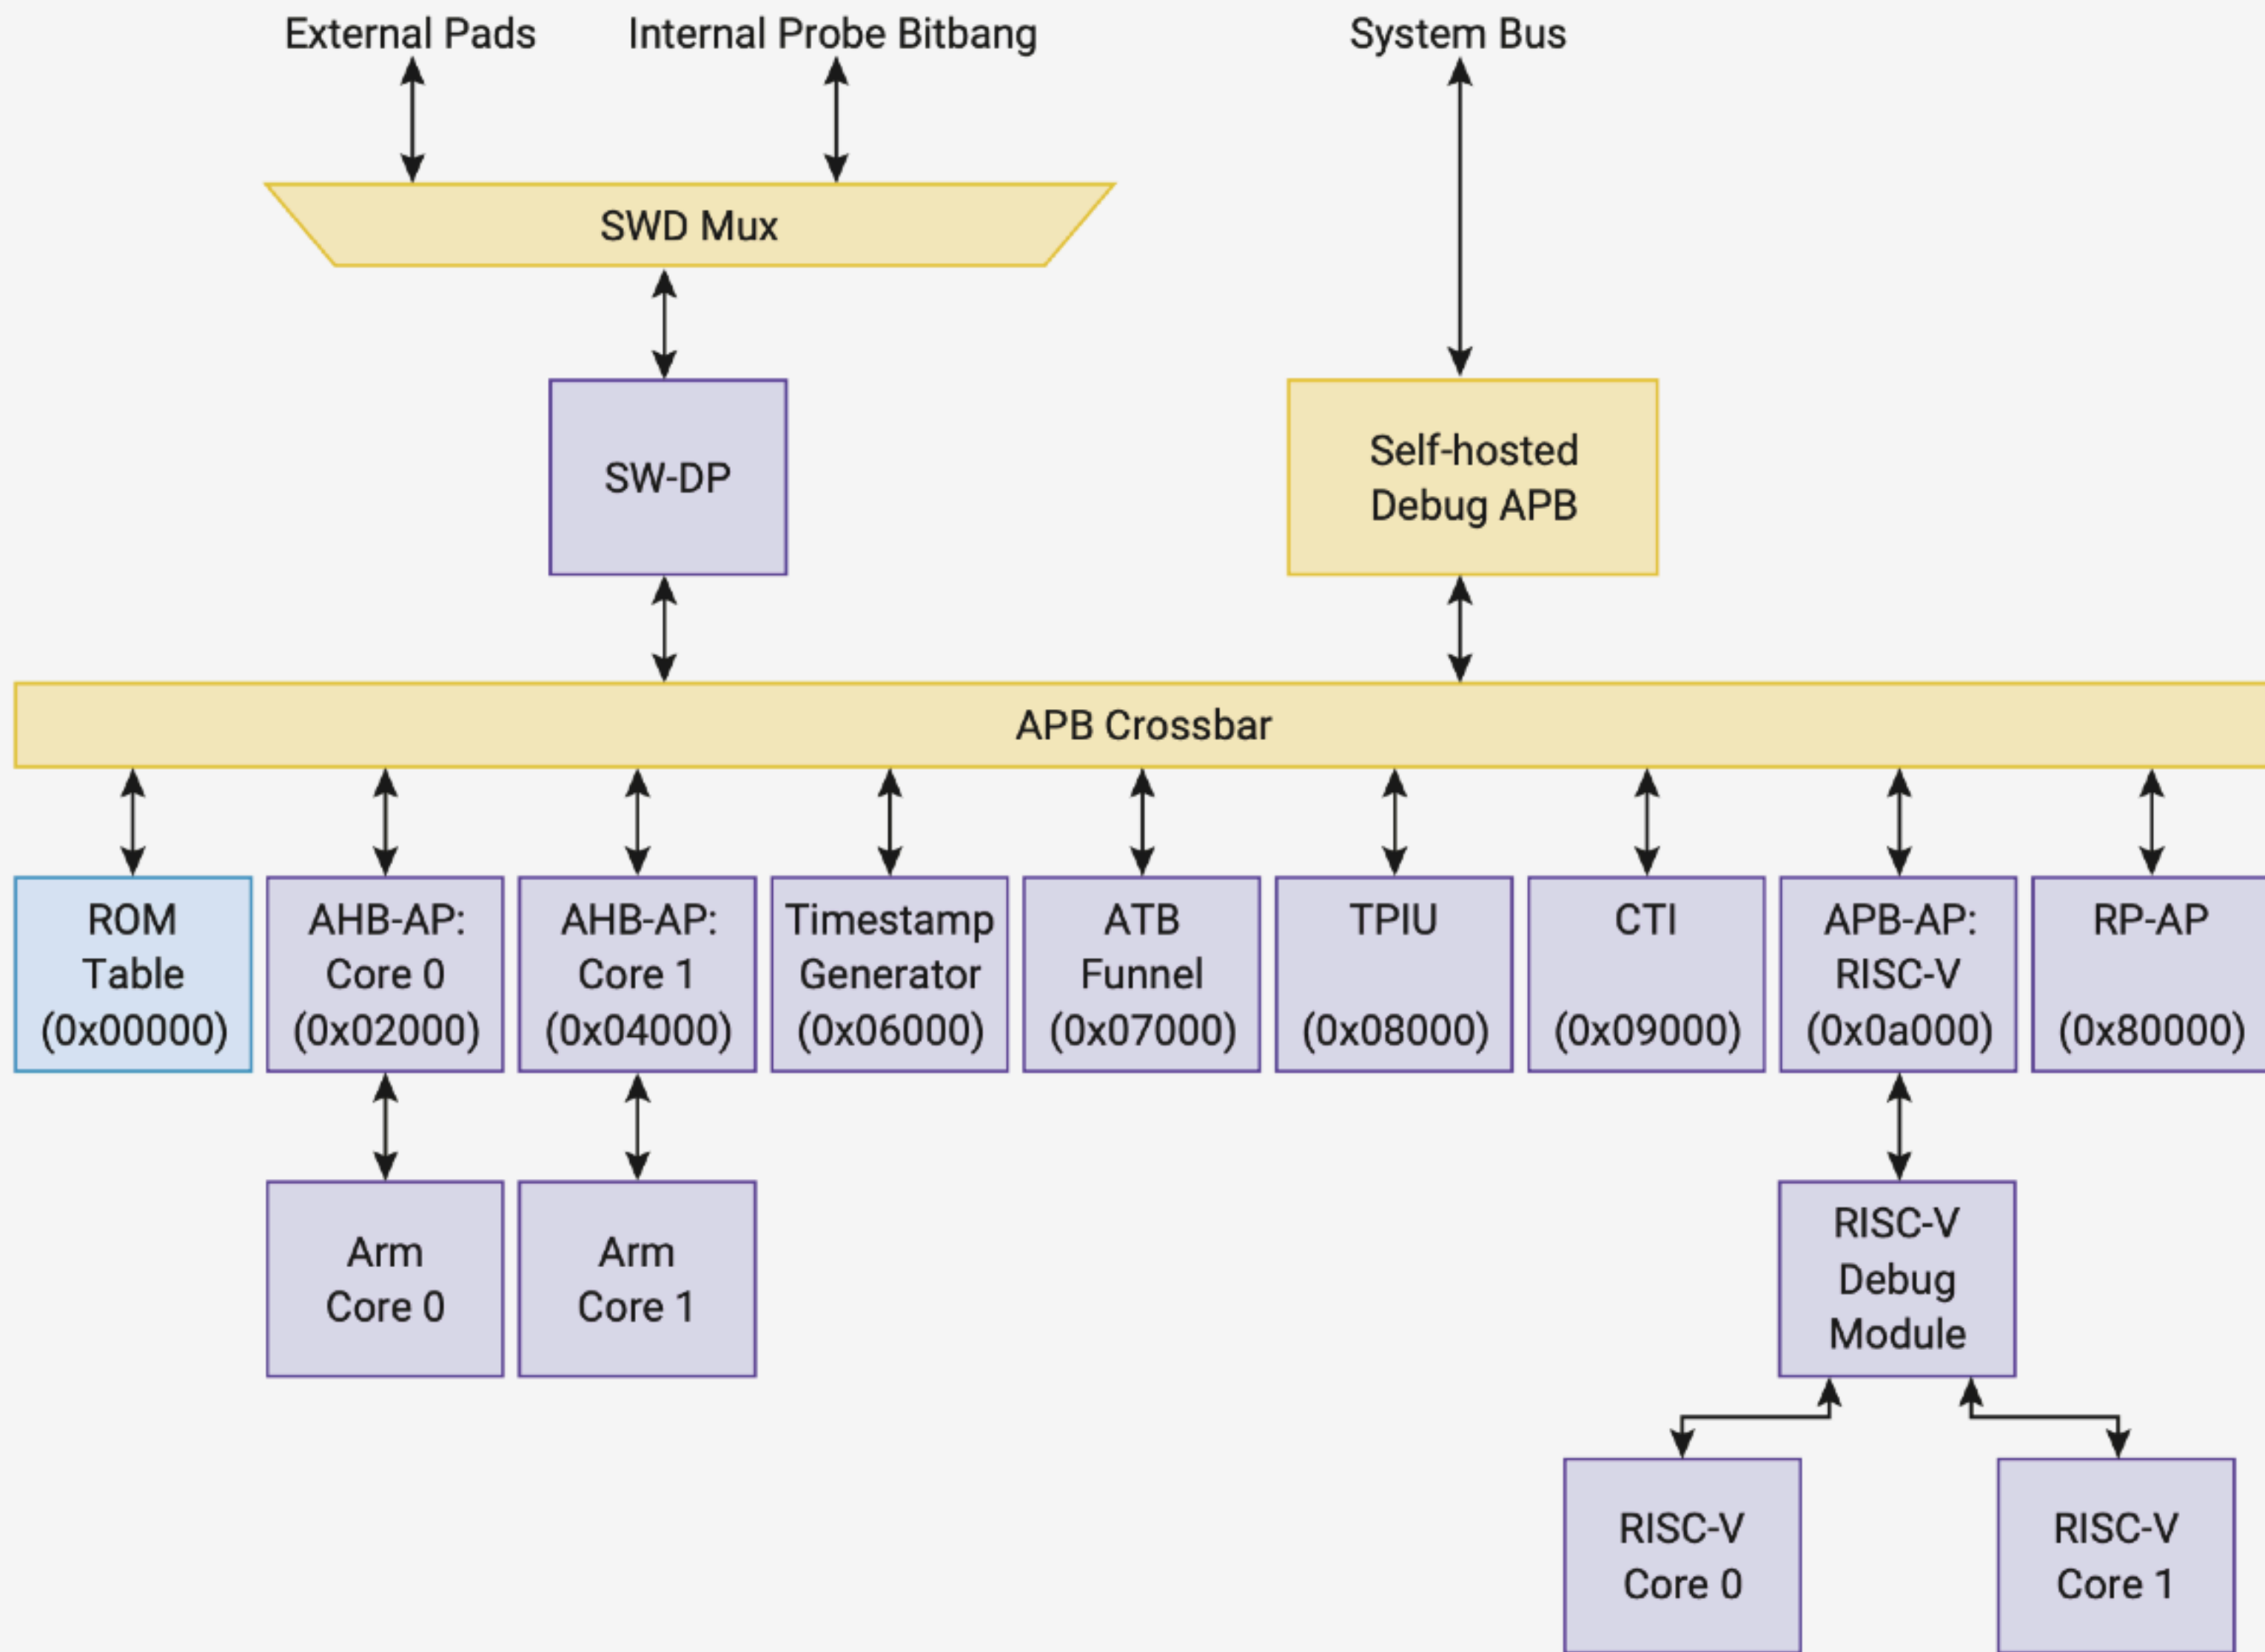 External Pads
Internal Probe Bitbang
System Bus
SWD Mux
SW-DP
Self-hosted
Debug APB
APB Crossbar
ROM
Table
(0x00000)
AHB-AP:
Core 0
(0x02000)
AHB-AP:
Core 1
(0x04000)
Timestamp
Generator
(0x06000)
ATB
Funnel
(0x07000)
TPIU
(0x08000)
CTI
(0x09000)
APB-AP:
RISC-V
(0x0a000)
RP-AP
(0x80000)
Arm
Core 0
Arm
Core 1
RISC-V
Debug
Module
RISC-V
Core 0
RISC-V
Core 1